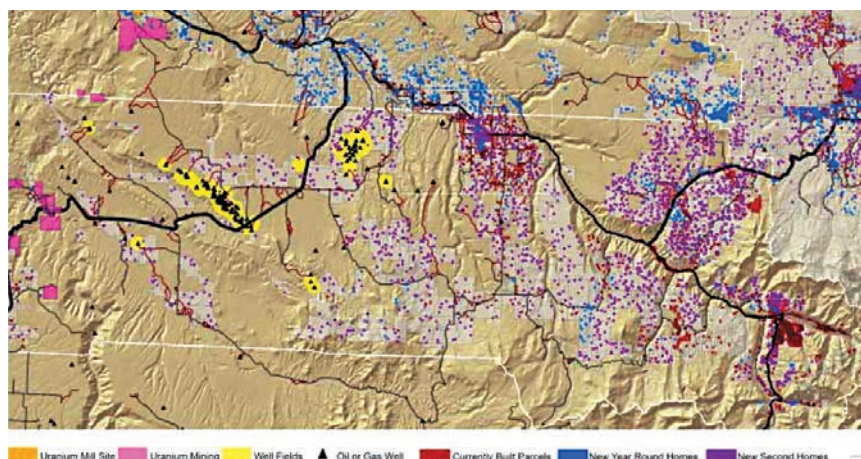 Uranium Mill Site Uranium Mining Well Fields Oil or Gas Well Currently Built Parcels New Year Round Homes New Second Homes